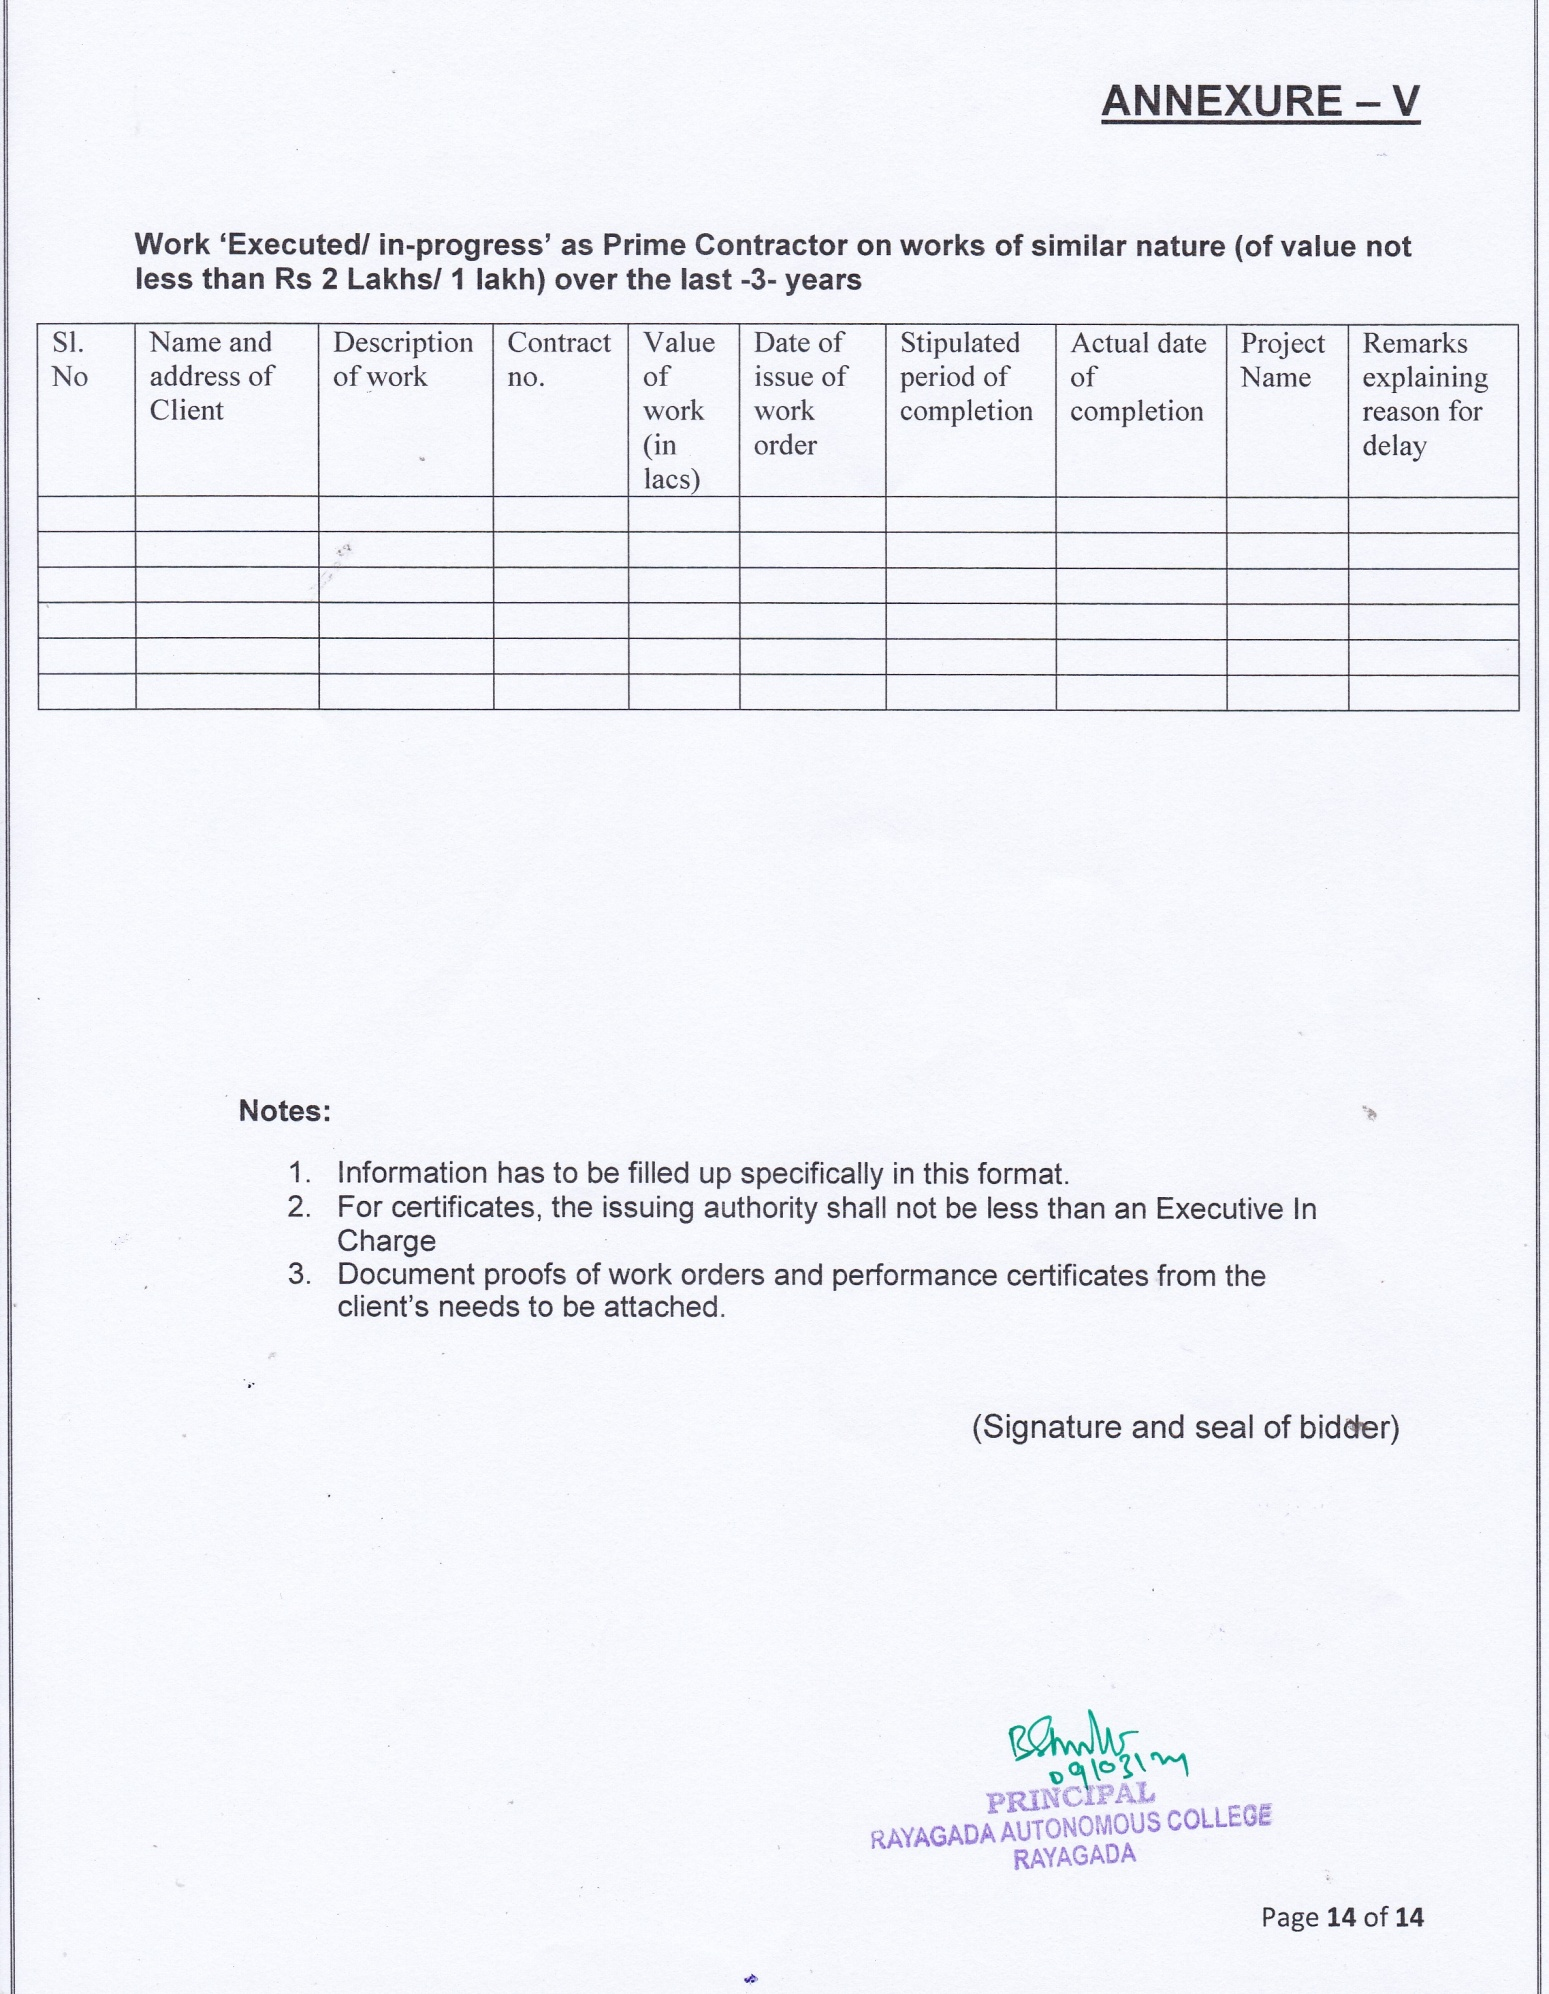 ANNEXURE – V
Work ‘Executed/ in-progress’ as Prime Contractor on works of similar nature (of value not
less than Rs 2 Lakhs/ 1 lakh) over the last -3- years
Sl. No
Name and address of Client
Description of work
Contract no.
Value of work (in lacs)
Date of issue of work order
Stipulated period of completion
Actual date of completion
Project Name
Remarks explaining reason for delay
Notes:
1. Information has to be filled up specifically in this format.
2. For certificates, the issuing authority shall not be less than an Executive In
Charge
3. Document proofs of work orders and performance certificates from the
client’s needs to be attached.
(Signature and seal of bidder)
PRINCIPAL
RAYAGADA AUTONOMOUS COLLEGE
RAYAGADA
Page 14 of 14